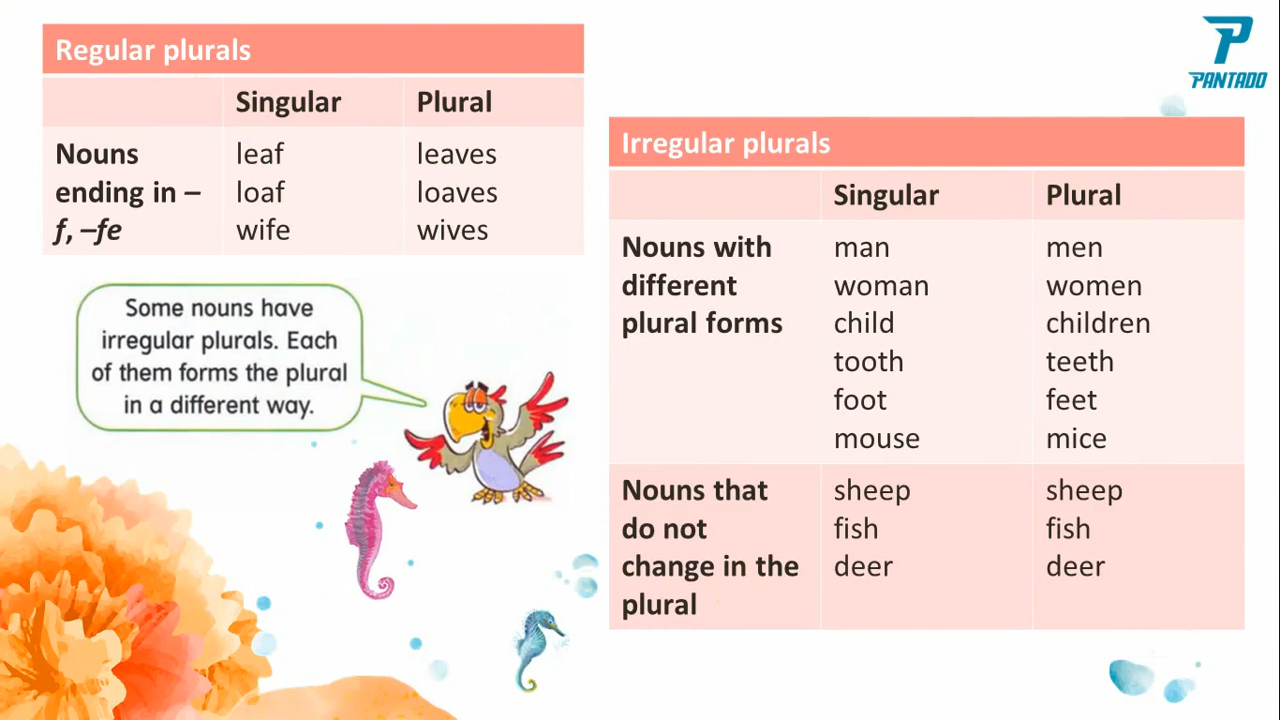 Regular plurals
Singular Plural
Nouns leaf leaves
ending in – loaf loaves
f, –fe wife wives
Some nouns have
irregular plurals. Each
of them forms the plural
in a different way.
PANTADO
Irregular plurals
Singular Plural
Nouns with man men
different woman women
plural forms child children
tooth teeth
foot feet
mouse mice
Nouns that sheep sheep
do not fish fish
change in the deer deer
plural